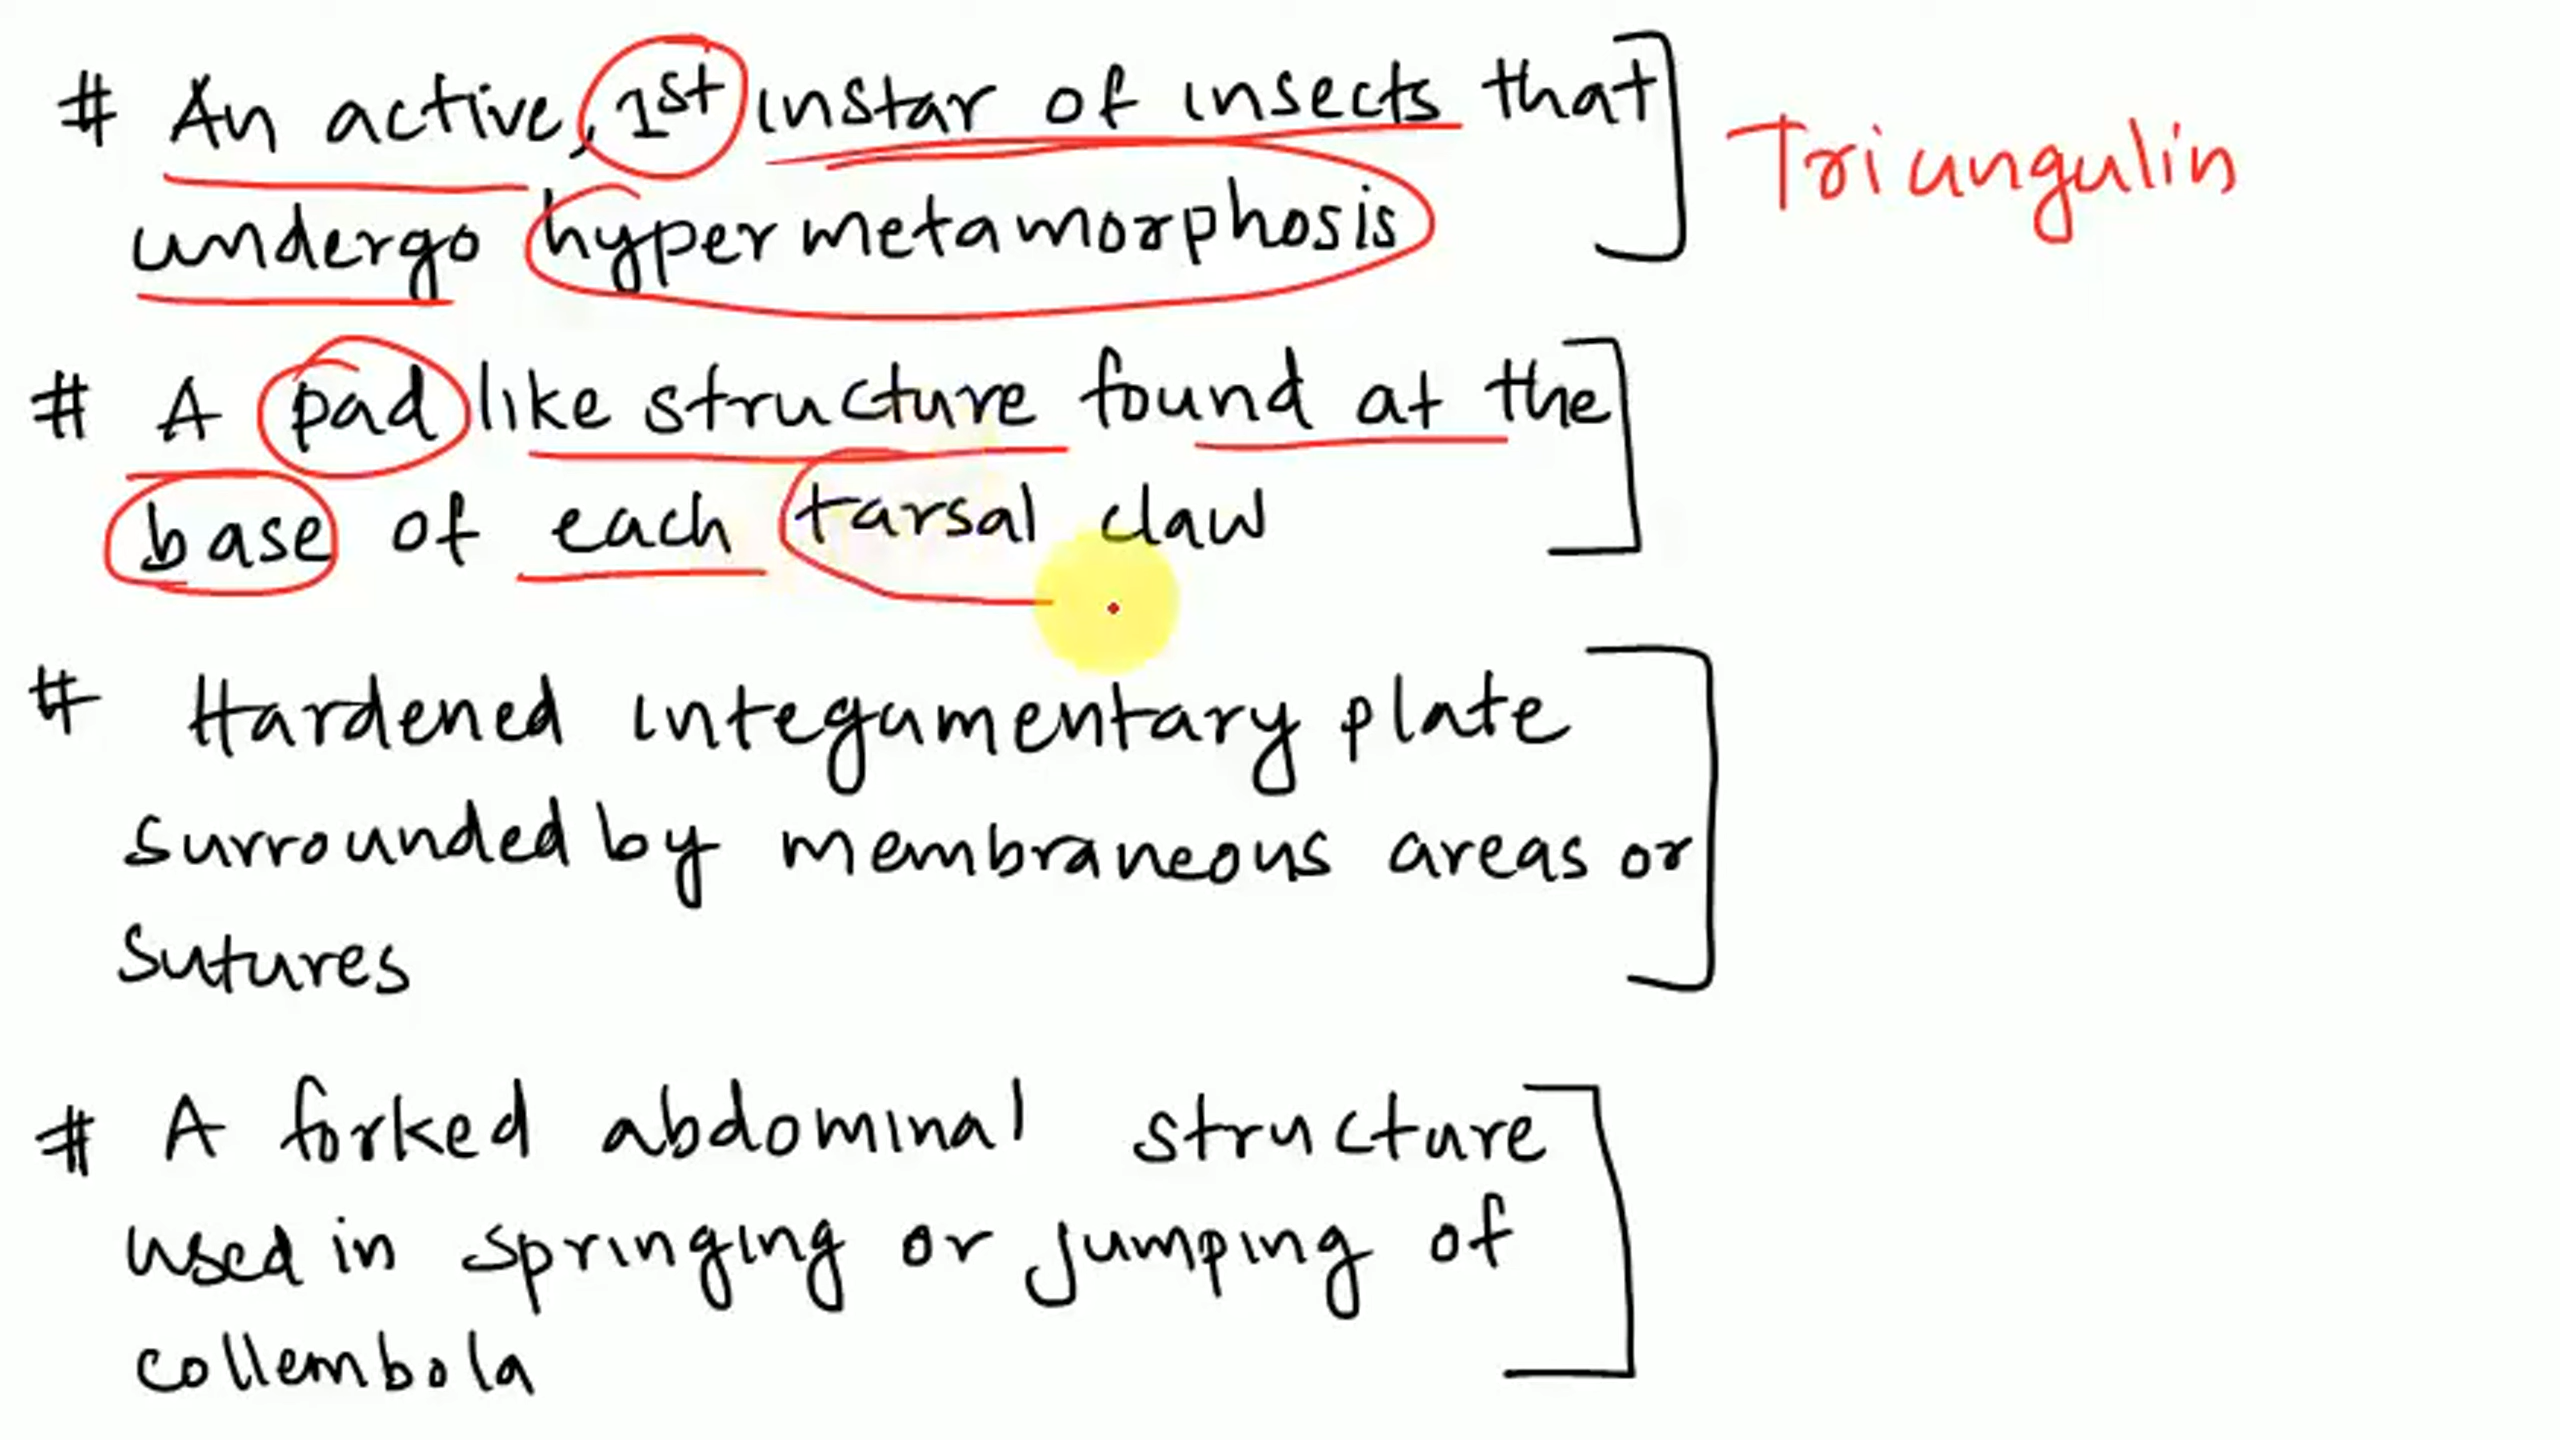 # An active, 1st instar of insects that
Triungulin
undergo hypermetamorphosis
# A pad like structure found at the
base of each tarsal claw
# Hardened integumentary plate
surrounded by membraneous areas or
sutures
# A forked abdominal structure
used in springing or jumping of
collembola